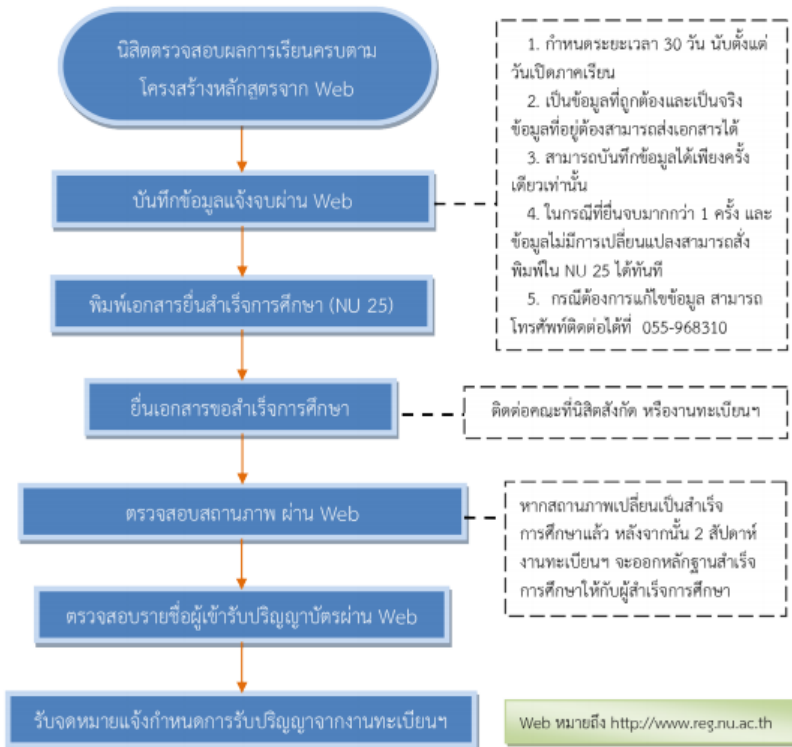 นิสิตตรวจสอบผลการเรียนครบตาม
โครงสร้างหลักสูตรจาก Web
บันทึกข้อมูลแจ้งจบผ่าน Web
1. กำหนดระยะเวลา 30 วัน นับตั้งแต่
วันเปิดภาคเรียน
2. เป็นข้อมูลที่ถูกต้องและเป็นจริง
ข้อมูลที่อยู่ต้องสามารถส่งเอกสารได้
3. สามารถบันทึกข้อมูลได้เพียงครั้ง
เดียวเท่านั้น
4. ในกรณีที่ยื่นจบมากกว่า 1 ครั้ง และ
ข้อมูลไม่มีการเปลี่ยนแปลงสามารถสั่ง
พิมพ์ใน NU 25 ได้ทันที
5. กรณีต้องการแก้ไขข้อมูล สามารถ
โทรศัพท์ติดต่อได้ที่ 055-968310
พิมพ์เอกสารยื่นสำเร็จการศึกษา (NU 25)
ยื่นเอกสารขอสำเร็จการศึกษา
ติดต่อคณะที่นิสิตสังกัด หรืองานทะเบียนฯ
ตรวจสอบสถานภาพ ผ่าน Web
หากสถานภาพเปลี่ยนเป็นสำเร็จ
การศึกษาแล้ว หลังจากนั้น 2 สัปดาห์
งานทะเบียนฯ จะออกหลักฐานสำเร็จ
การศึกษาให้กับผู้สำเร็จการศึกษา
ตรวจสอบรายชื่อผู้เข้ารับปริญญาบัตรผ่าน Web
รับจดหมายแจ้งกำหนดการรับปริญญาจากงานทะเบียนฯ
Web หมายถึง http://www.reg.nu.ac.th